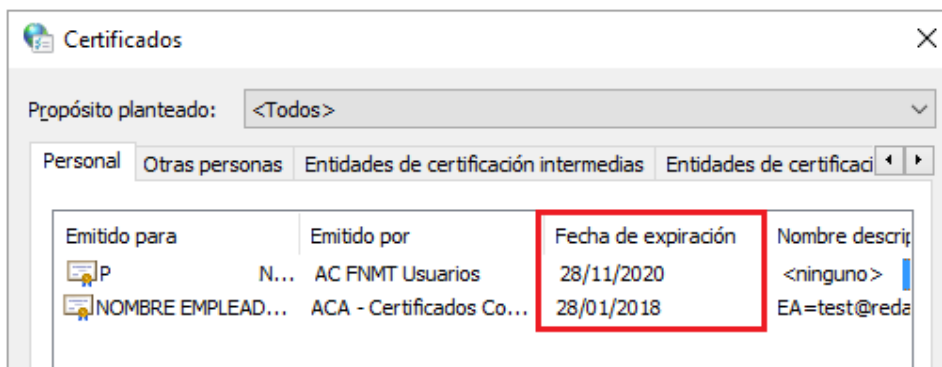 Certificados
Propósito planteado: <Todos>
Personal Otras personas Entidades de certificación intermedias Entidades de certificaci
Emitido para Emitido por Fecha de expiración Nombre descrip
P N... AC FNMT Usuarios 28/11/2020 <ninguno>
NOMBRE EMPLEAD... ACA - Certificados Co... 28/01/2018 EA=test@reda